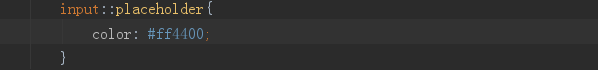 input::placeholder{
    color: #ff4400;
}